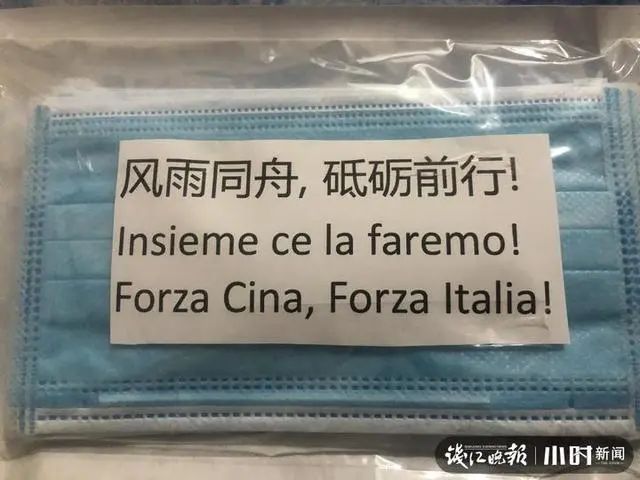 风雨同舟, 砥砺前行!
Insieme ce la faremo!
Forza Cina, Forza Italia!
钱江晚报 小时新闻